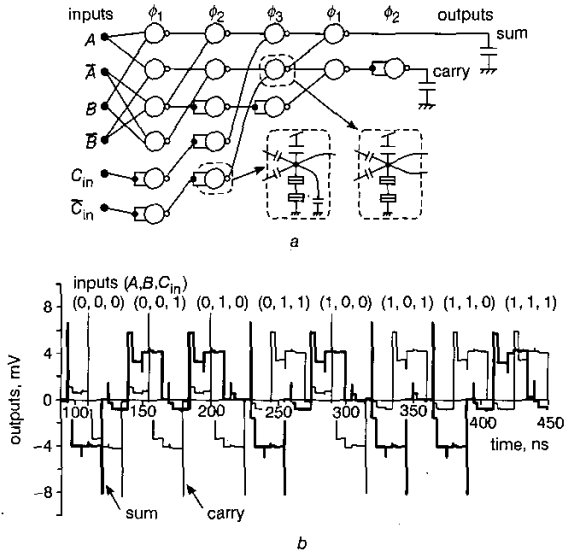 inputs ϕ1 ϕ2 ϕ3 ϕ1 ϕ2 outputs
A
sum
A̅
carry
B
B̅
Cin
C̅in
a
inputs (A,B,Cin)
(0,0,0) (0,0,1) (0,1,0) (0,1,1) (1,0,0) (1,0,1) (1,1,0) (1,1,1)
8
4
0
-4
-8
outputs, mV
100 150 200 250 300 350 400 450
time, ns
sum
carry
b